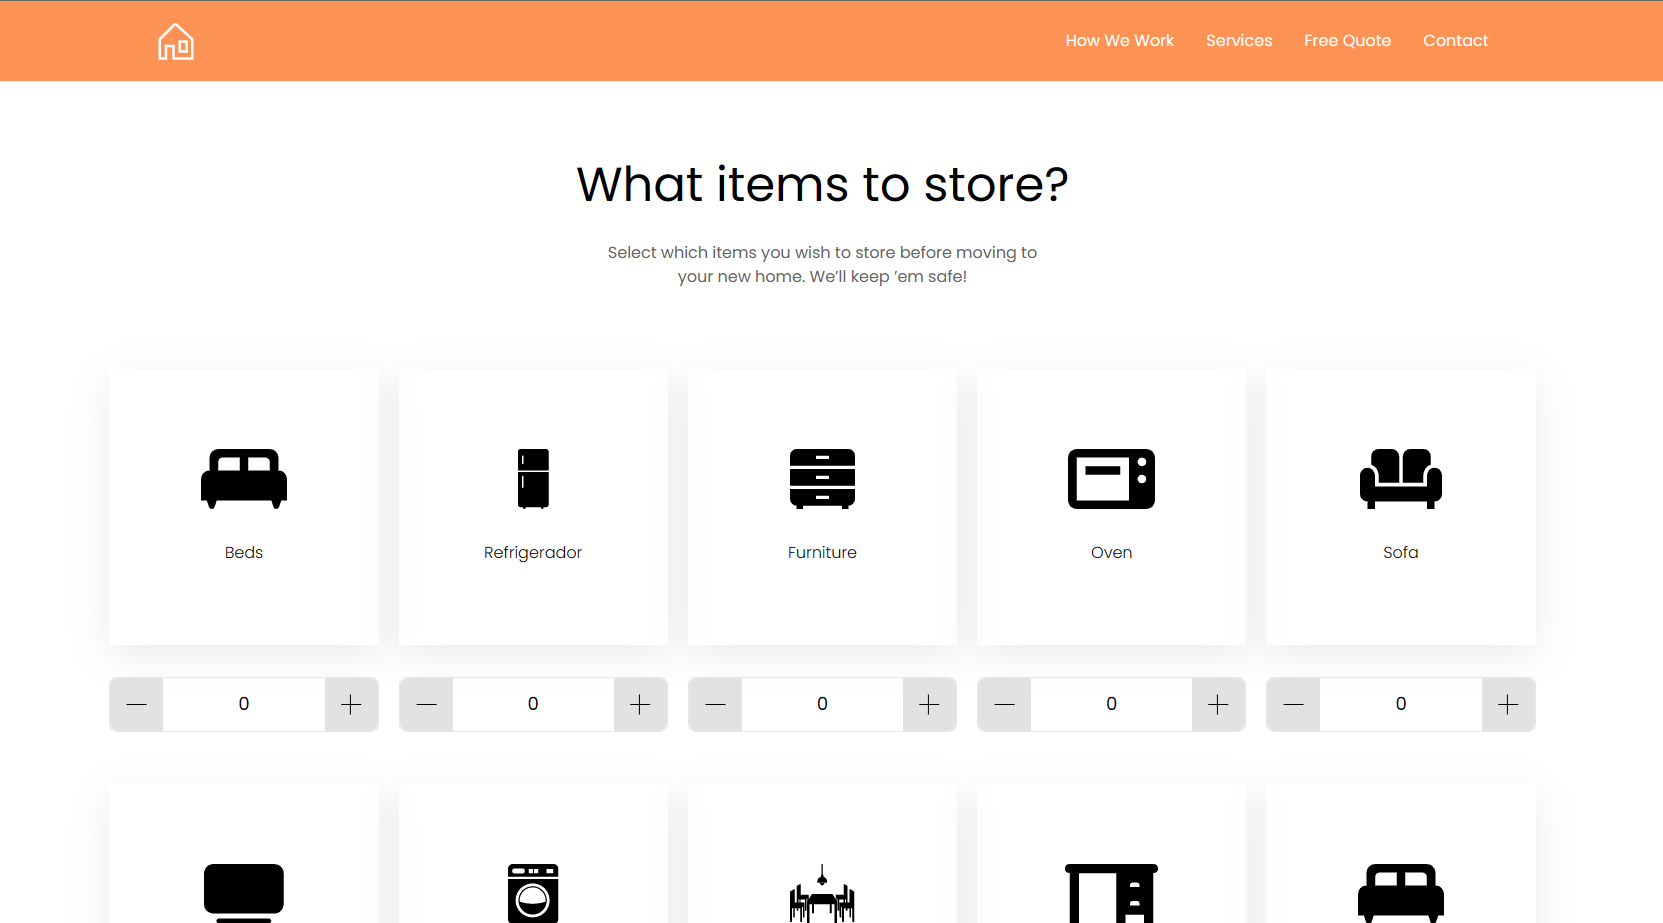 How We Work Services Free Quote Contact
What items to store?
Select which items you wish to store before moving to
your new home. We’ll keep ’em safe!
Beds Refrigerador Furniture Oven Sofa
— 0 + — 0 + — 0 + — 0 + — 0 +